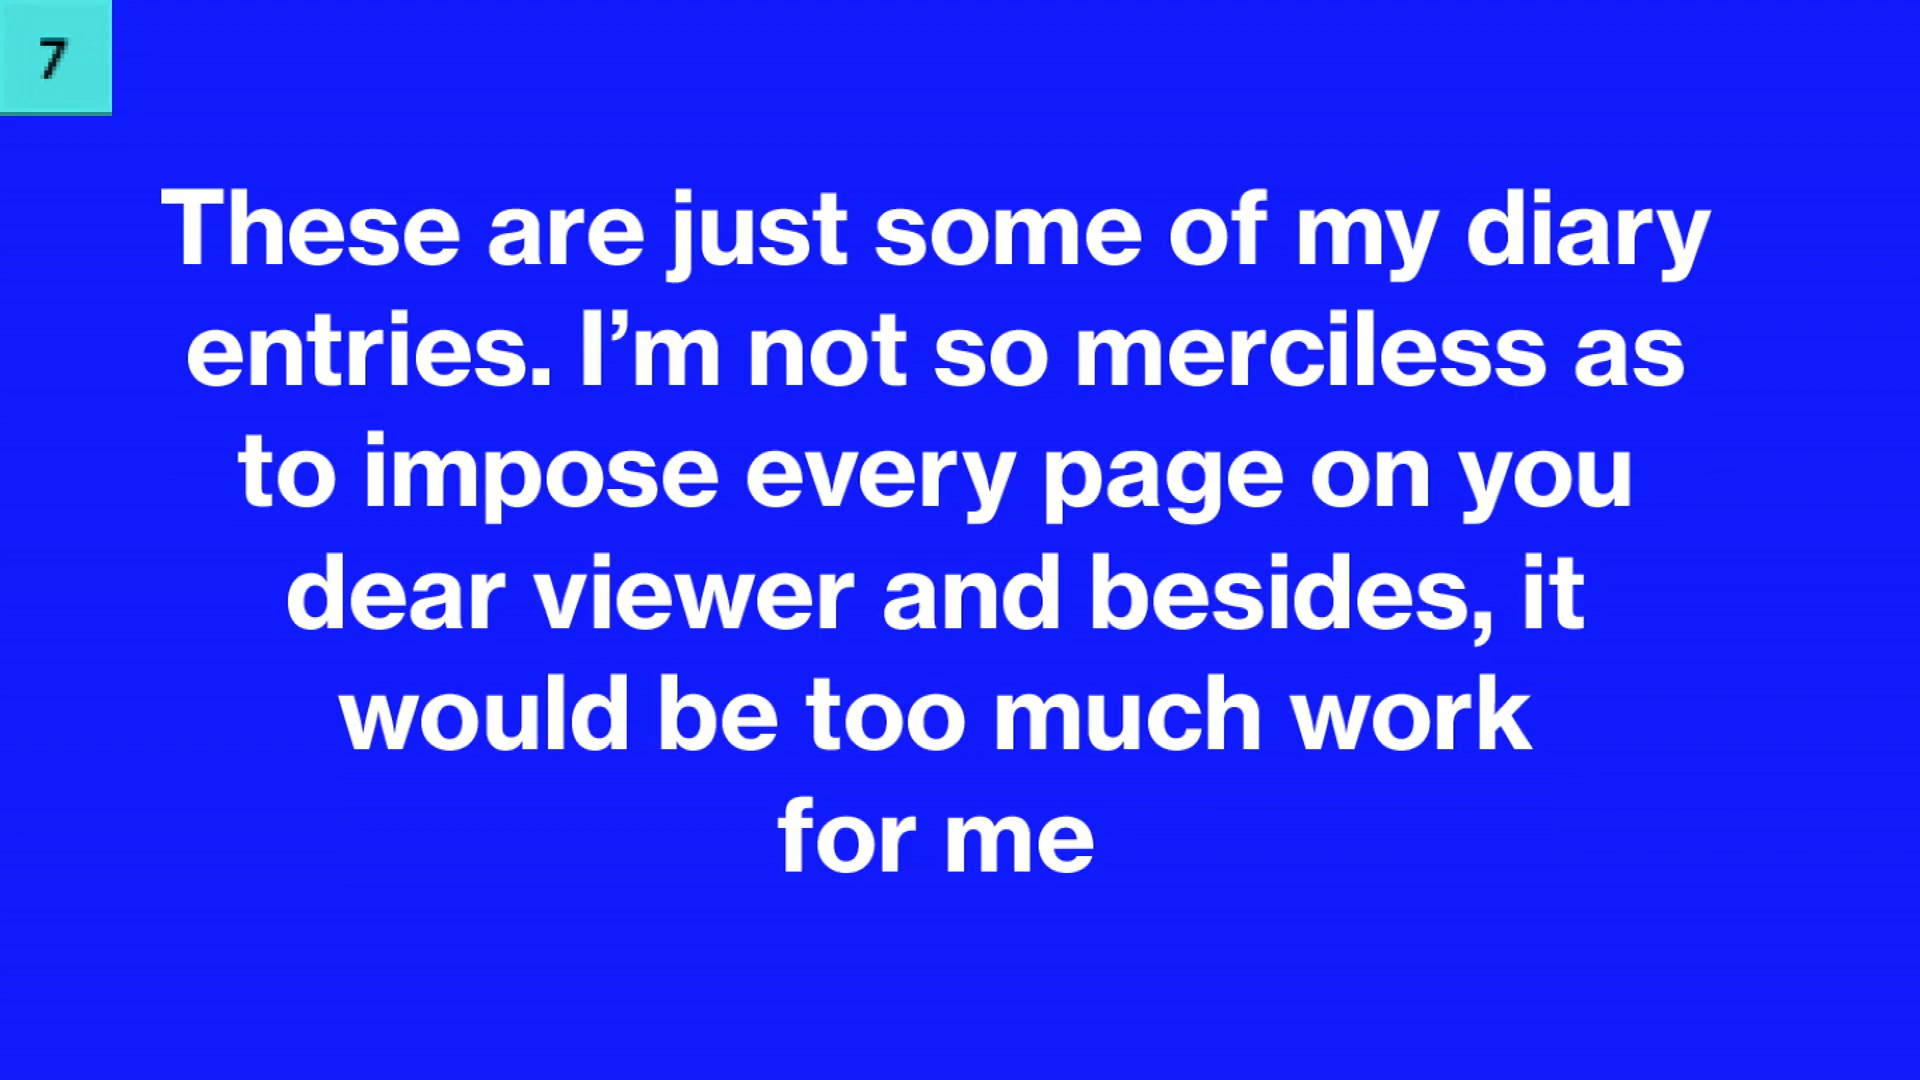 7
These are just some of my diary
entries. I’m not so merciless as
to impose every page on you
dear viewer and besides, it
would be too much work
for me